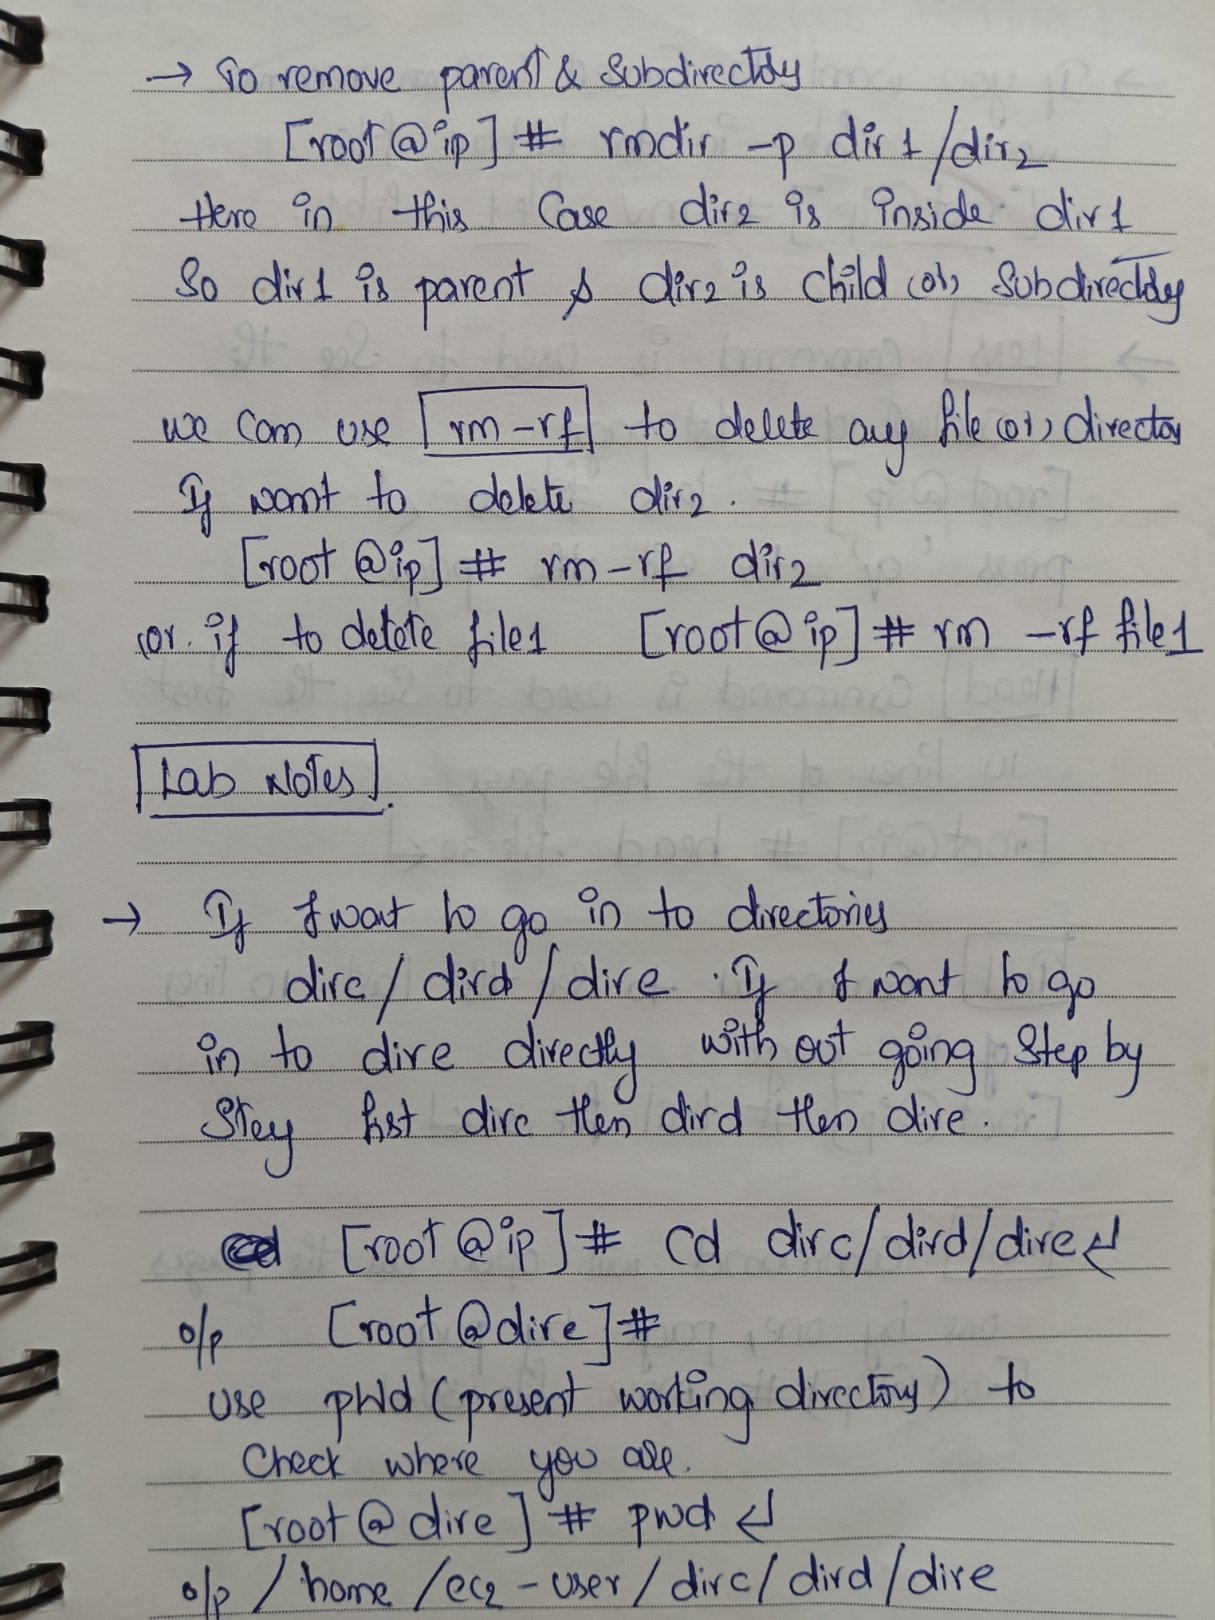 → To remove parent & Subdirectory
[root@ip] # rmdir -p dir1/dir2
Here in this Case dir2 is inside dir1
So dir1 is parent & dir2 is child (or) Subdirectory
we can use rm -rf to delete any file (or) director
If want to delete dir2.
[root@ip] # rm -rf dir2
(or. if to delete file1 [root@ip] # rm -rf file1
Lab Notes.
→ If I want to go in to directories
dirc/dird/dire. If I want to go
in to dire directly with out going Step by
Stey fist dirc then dird then dire.
[root@ip] # cd dirc/dird/dire ↵
o/p [root@dire] #
use pwd (present working directory) to
Check where you are.
[root@dire] # pwd ↵
o/p /home/ec2-user/dirc/dird/dire